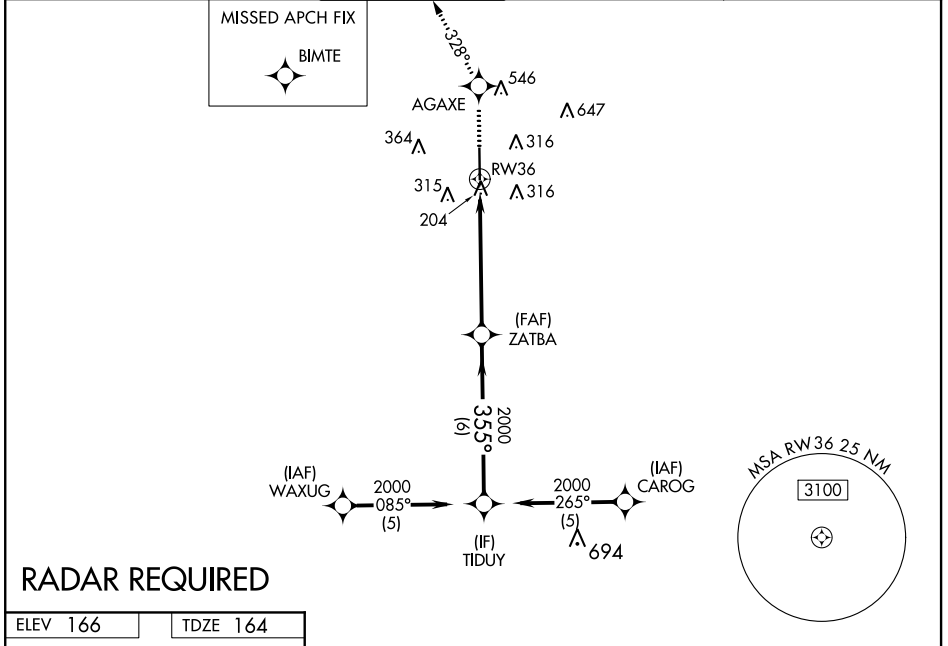 MISSED APCH FIX
BIMTE
328°
AGAXE
546
647
364
316
RW36
315
316
204
(FAF)
ZATBA
2000
355°
(6)
(IAF)
WAXUG
2000
085°
(5)
(IF)
TIDUY
2000
265°
(5)
(IAF)
CAROG
694
MSA RW36 25 NM
3100
RADAR REQUIRED
ELEV 166
TDZE 164